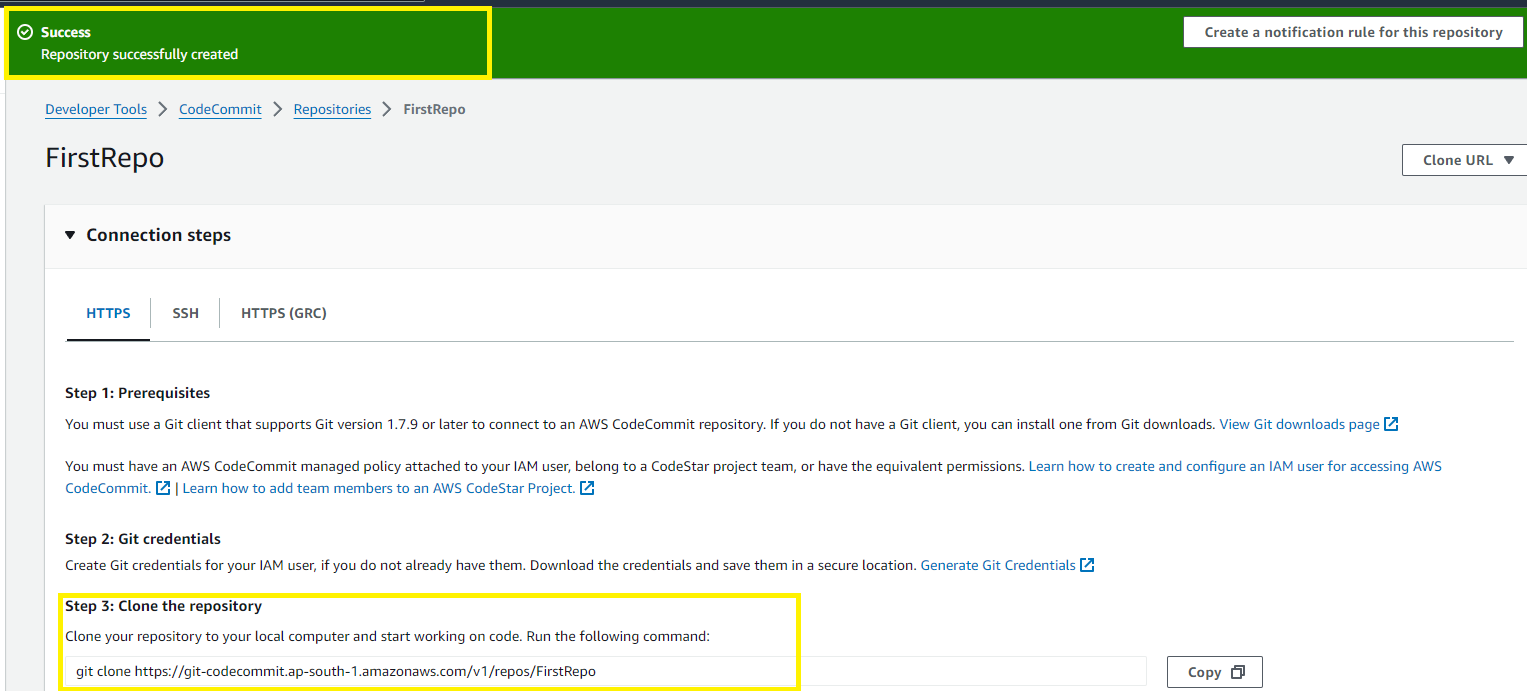 Success
Repository successfully created
Create a notification rule for this repository
Developer Tools
CodeCommit
Repositories
FirstRepo
FirstRepo
Clone URL
Connection steps
HTTPS
SSH
HTTPS (GRC)
Step 1: Prerequisites
You must use a Git client that supports Git version 1.7.9 or later to connect to an AWS CodeCommit repository. If you do not have a Git client, you can install one from Git downloads. View Git downloads page
You must have an AWS CodeCommit managed policy attached to your IAM user, belong to a CodeStar project team, or have the equivalent permissions. Learn how to create and configure an IAM user for accessing AWS
CodeCommit. | Learn how to add team members to an AWS CodeStar Project.
Step 2: Git credentials
Create Git credentials for your IAM user, if you do not already have them. Download the credentials and save them in a secure location. Generate Git Credentials
Step 3: Clone the repository
Clone your repository to your local computer and start working on code. Run the following command:
git clone https://git-codecommit.ap-south-1.amazonaws.com/v1/repos/FirstRepo
Copy